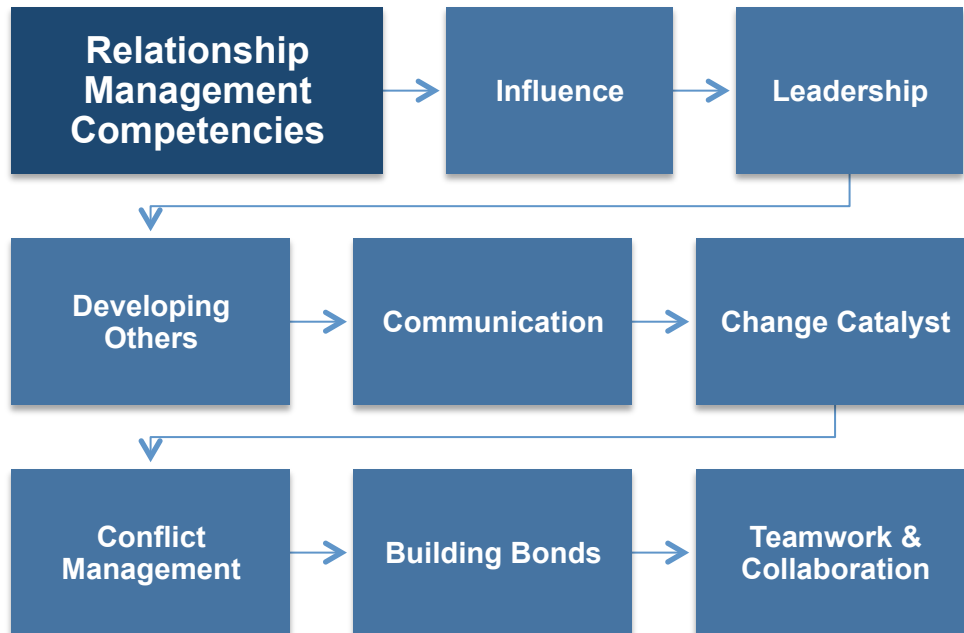 Relationship
Management
Competencies
Influence
Leadership
Developing
Others
Communication
Change Catalyst
Conflict
Management
Building Bonds
Teamwork &
Collaboration